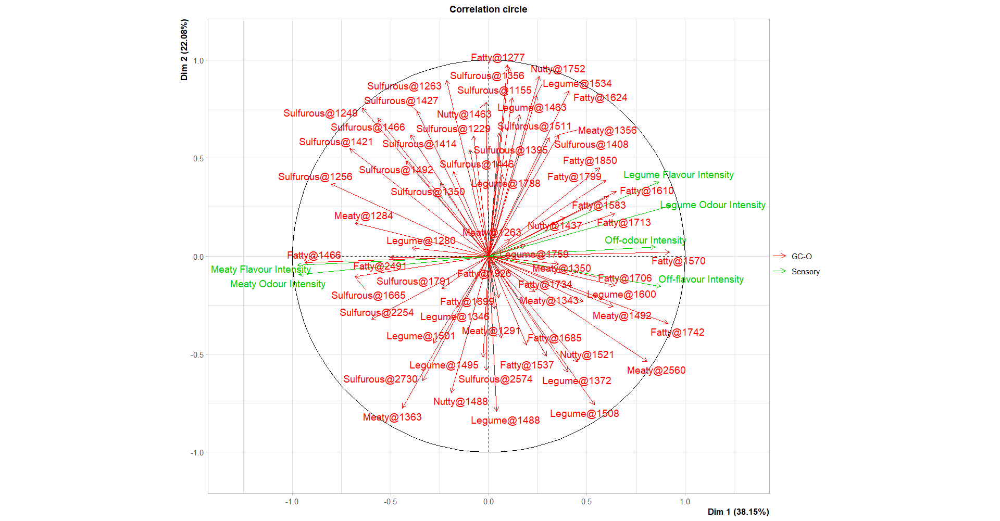 Correlation circle
Dim 2 (22.08%)
1.0
0.5
0.0
-0.5
-1.0
Fatty@1277
Nutty@1752
Sulfurous@1356
Legume@1534
Sulfurous@1263
Sulfurous@1155
Fatty@1624
Sulfurous@1427
Legume@1463
Sulfurous@1249
Nutty@1463
Sulfurous@1466
Sulfurous@1229
Sulfurous@1511
Meaty@1356
Sulfurous@1421
Sulfurous@1414
Sulfurous@1408
Sulfurous@1395
Fatty@1850
Sulfurous@1446
Sulfurous@1492
Sulfurous@1256
Fatty@1799
Legume Flavour Intensity
Legume@1788
Sulfurous@1350
Fatty@1610
Fatty@1583
Legume Odour Intensity
Meaty@1284
Nutty@1437
Fatty@1713
Meaty@1263
Legume@1280
Off-odour Intensity
Fatty@1466
Legume@1759
Fatty@1570
Fatty@2491
Meaty Flavour Intensity
Meaty@1350
Fatty@1926
Fatty@1706
Off-flavour Intensity
Meaty Odour Intensity
Sulfurous@1791
Fatty@1734
Sulfurous@1665
Legume@1600
Fatty@1699
Meaty@1343
Sulfurous@2254
Legume@1346
Meaty@1492
Meaty@1291
Fatty@1742
Legume@1501
Fatty@1685
Nutty@1521
Legume@1495
Fatty@1537
Meaty@2560
Sulfurous@2730
Sulfurous@2574
Legume@1372
Nutty@1488
Meaty@1363
Legume@1488
Legume@1508
GC-O
Sensory
-1.0
-0.5
0.0
0.5
1.0
Dim 1 (38.15%)